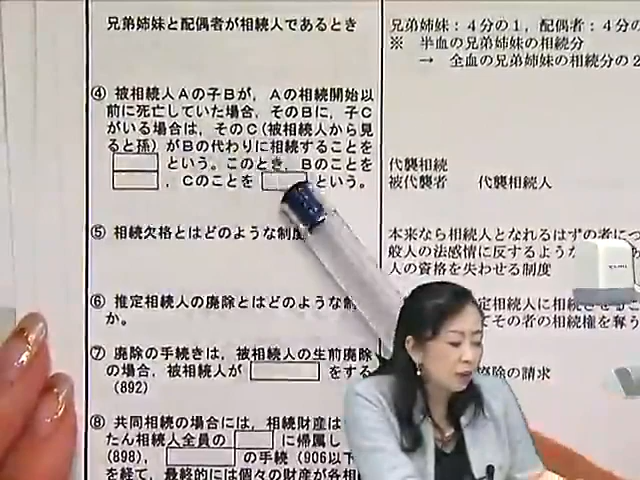 兄弟姉妹と配偶者が相続人であるとき
兄弟姉妹：4分の1，配偶者：4分の
※ 半血の兄弟姉妹の相続分
→ 全血の兄弟姉妹の相続分の2
④ 被相続人Aの子Bが，Aの相続開始以
前に死亡していた場合，そのBに，子C
がいる場合は，そのC（被相続人から見
ると孫）がBの代わりに相続することを
という。このとき，Bのことを
，Cのことを という。
代襲相続
被代襲者 代襲相続人
⑤ 相続欠格とはどのような制度
本来なら相続人となれるはずの者につ
般人の法感情に反するような
人の資格を失わせる制度
⑥ 推定相続人の廃除とはどのような制
か。
定相続人に相続させること
てその者の相続権を奪う
⑦ 廃除の手続きは，被相続人の生前廃除
の場合，被相続人が をする
(892)
廃除の請求
⑧ 共同相続の場合には，相続財産は
たん相続人全員の に帰属し
(898)， の手続（906以下
を経て，最終的には個々の財産が各相